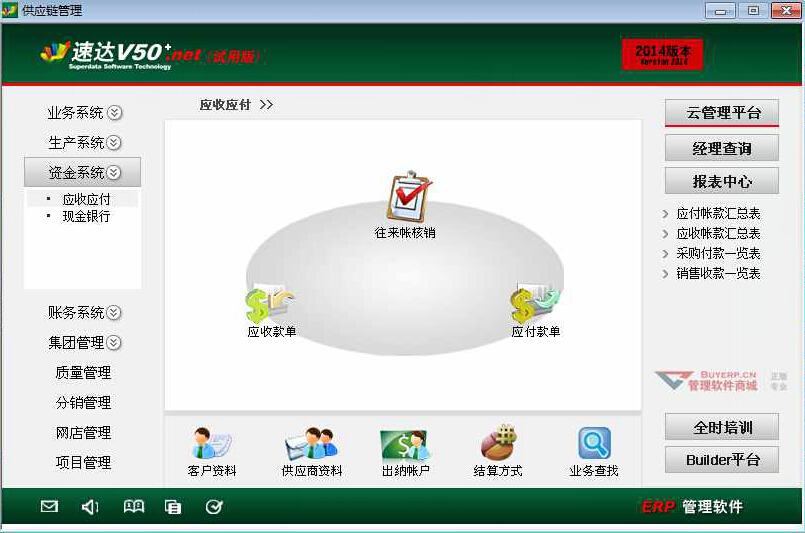 供应链管理
速达V50+.net(试用版)
Superdata Software Technology
2014版本
Version 2014
业务系统
生产系统
资金系统
· 应收应付
· 现金银行
账务系统
集团管理
质量管理
分销管理
网店管理
项目管理
应收应付 >>
往来帐核销
应收款单
应付款单
客户资料
供应商资料
出纳帐户
结算方式
业务查找
云管理平台
经理查询
报表中心
> 应付帐款汇总表
> 应收帐款汇总表
> 采购付款一览表
> 销售收款一览表
BUYERP.CN
管理软件商城
正版
专业
全时培训
Builder平台
ERP 管理软件